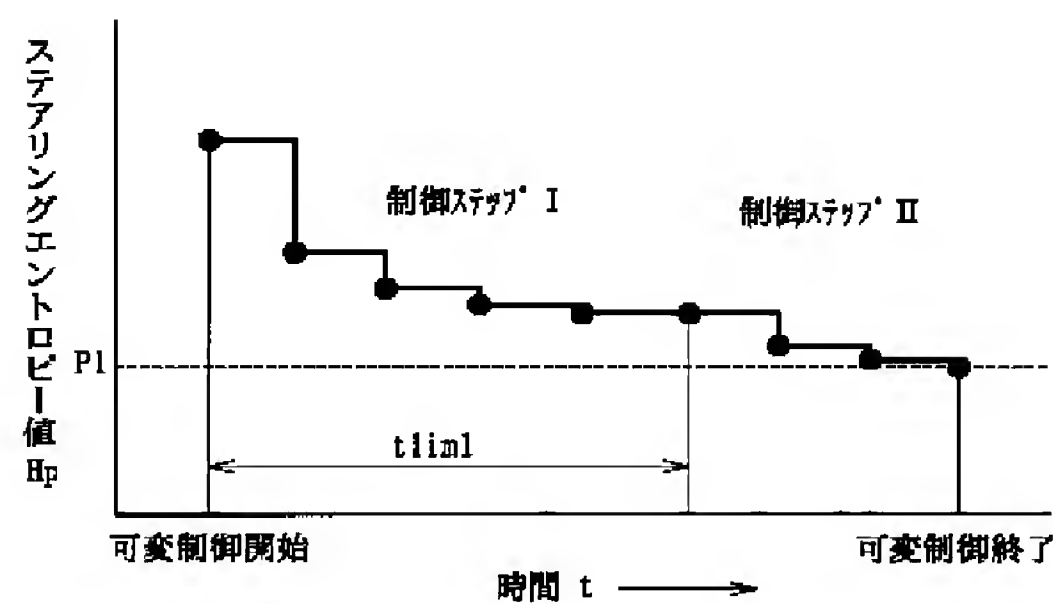 ステアリングエントロピー値 Hp
制御ステップ I
制御ステップ II
P1
tlim1
可変制御開始
可変制御終了
時間 t